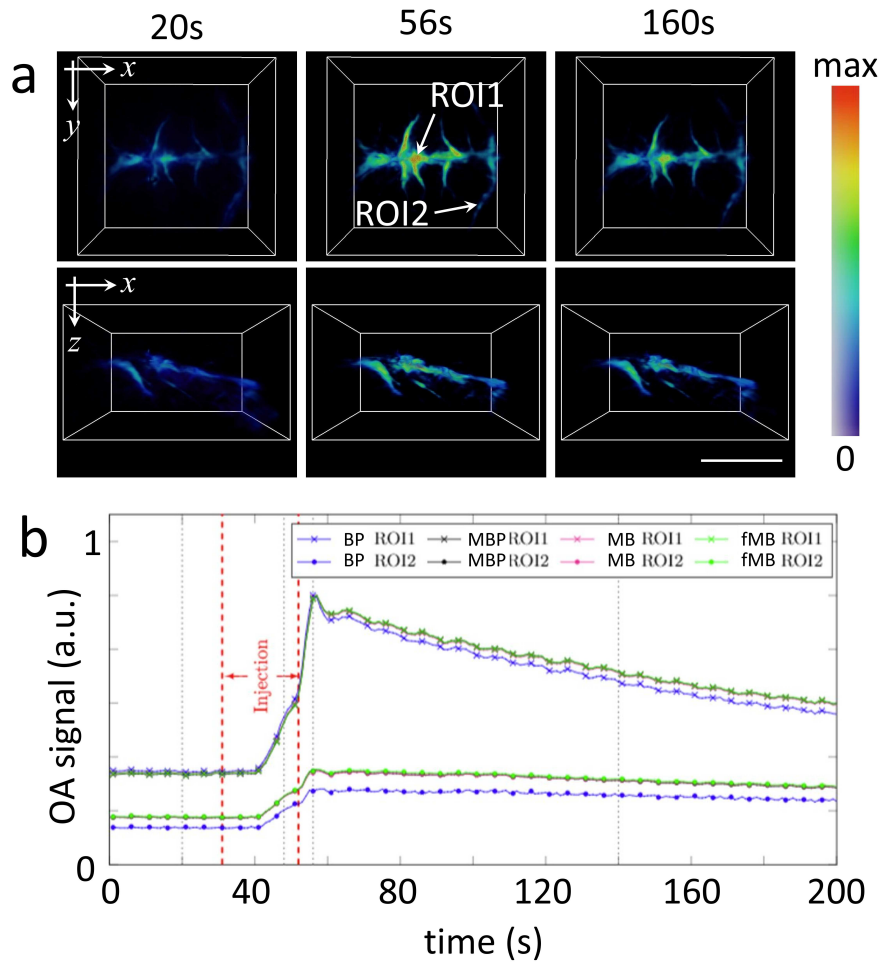 20s 56s 160s
a
x
y
ROI1
ROI2
max
x
z
0
b
1
BP ROI1 MBP ROI1 MB ROI1 fMB ROI1
BP ROI2 MBP ROI2 MB ROI2 fMB ROI2
OA signal (a.u.)
Injection
0
0 40 80 120 160 200
time (s)